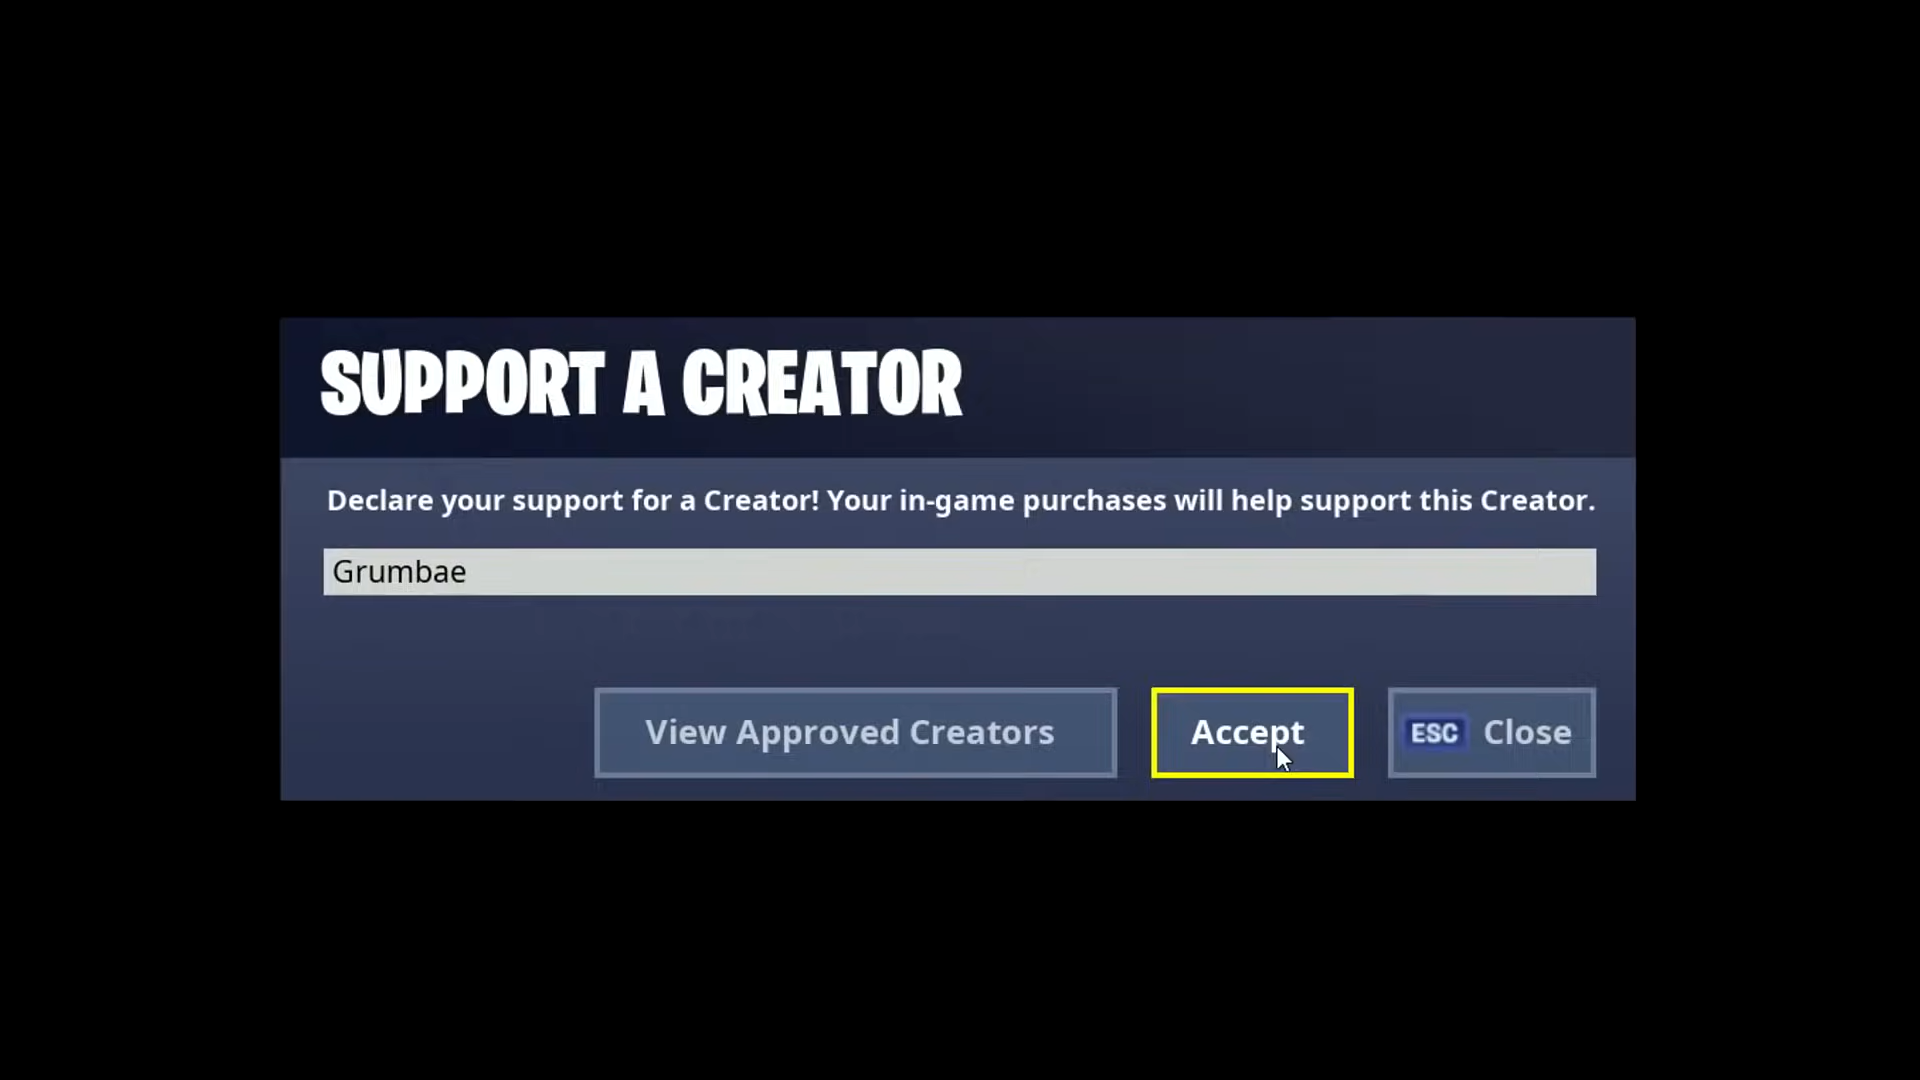 SUPPORT A CREATOR
Declare your support for a Creator! Your in-game purchases will help support this Creator.
Grumbae
View Approved Creators
Accept
ESC Close